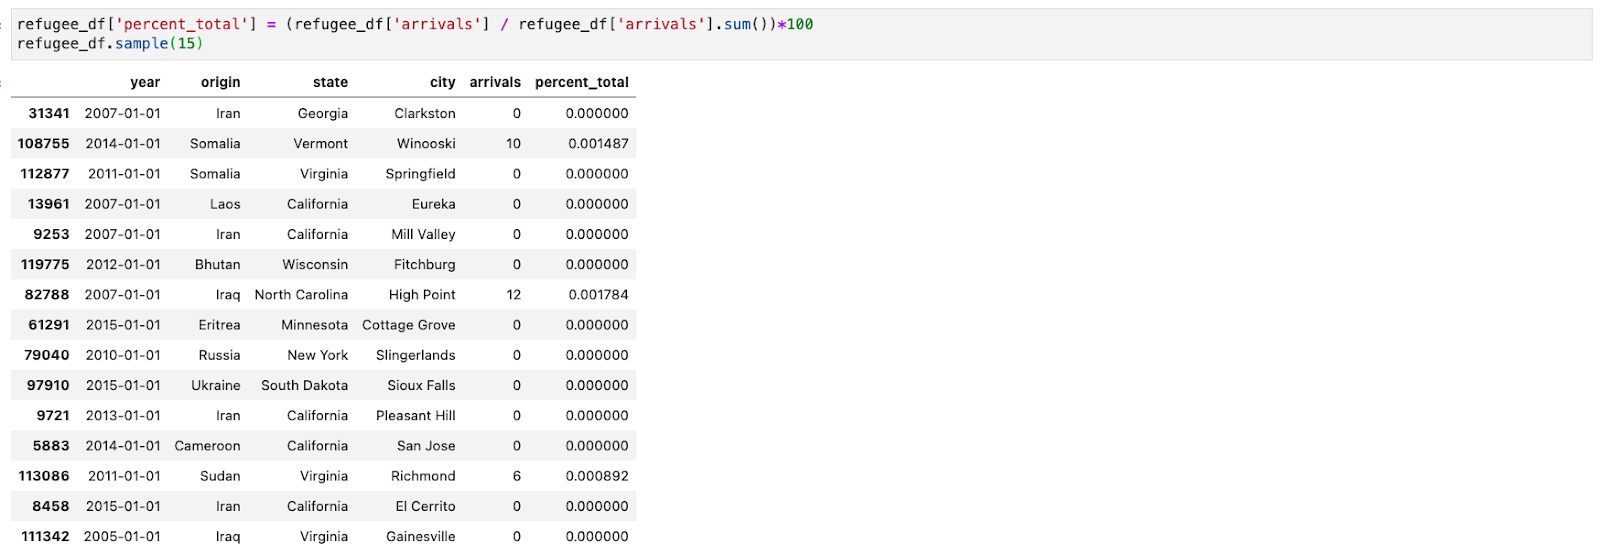 refugee_df['percent_total'] = (refugee_df['arrivals'] / refugee_df['arrivals'].sum())*100
refugee_df.sample(15)
year origin state city arrivals percent_total
31341 2007-01-01 Iran Georgia Clarkston 0 0.000000
108755 2014-01-01 Somalia Vermont Winooski 10 0.001487
112877 2011-01-01 Somalia Virginia Springfield 0 0.000000
13961 2007-01-01 Laos California Eureka 0 0.000000
9253 2007-01-01 Iran California Mill Valley 0 0.000000
119775 2012-01-01 Bhutan Wisconsin Fitchburg 0 0.000000
82788 2007-01-01 Iraq North Carolina High Point 12 0.001784
61291 2015-01-01 Eritrea Minnesota Cottage Grove 0 0.000000
79040 2010-01-01 Russia New York Slingerlands 0 0.000000
97910 2015-01-01 Ukraine South Dakota Sioux Falls 0 0.000000
9721 2013-01-01 Iran California Pleasant Hill 0 0.000000
5883 2014-01-01 Cameroon California San Jose 0 0.000000
113086 2011-01-01 Sudan Virginia Richmond 6 0.000892
8458 2015-01-01 Iran California El Cerrito 0 0.000000
111342 2005-01-01 Iraq Virginia Gainesville 0 0.000000